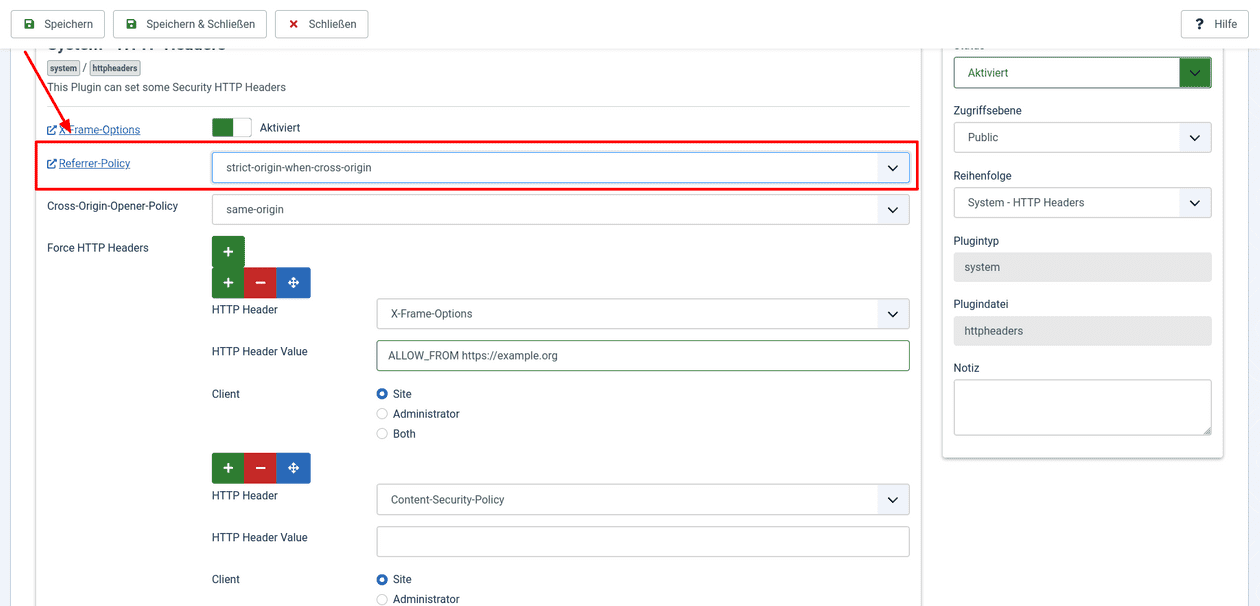 Speichern
Speichern & Schließen
Schließen
? Hilfe
System - HTTP Headers
system / httpheaders
This Plugin can set some Security HTTP Headers
X-Frame-Options
Aktiviert
Referrer-Policy
strict-origin-when-cross-origin
Cross-Origin-Opener-Policy
same-origin
Force HTTP Headers
HTTP Header
X-Frame-Options
HTTP Header Value
ALLOW_FROM https://example.org
Client
Site
Administrator
Both
HTTP Header
Content-Security-Policy
HTTP Header Value
Client
Site
Administrator
Status
Aktiviert
Zugriffsebene
Public
Reihenfolge
System - HTTP Headers
Plugintyp
system
Plugindatei
httpheaders
Notiz